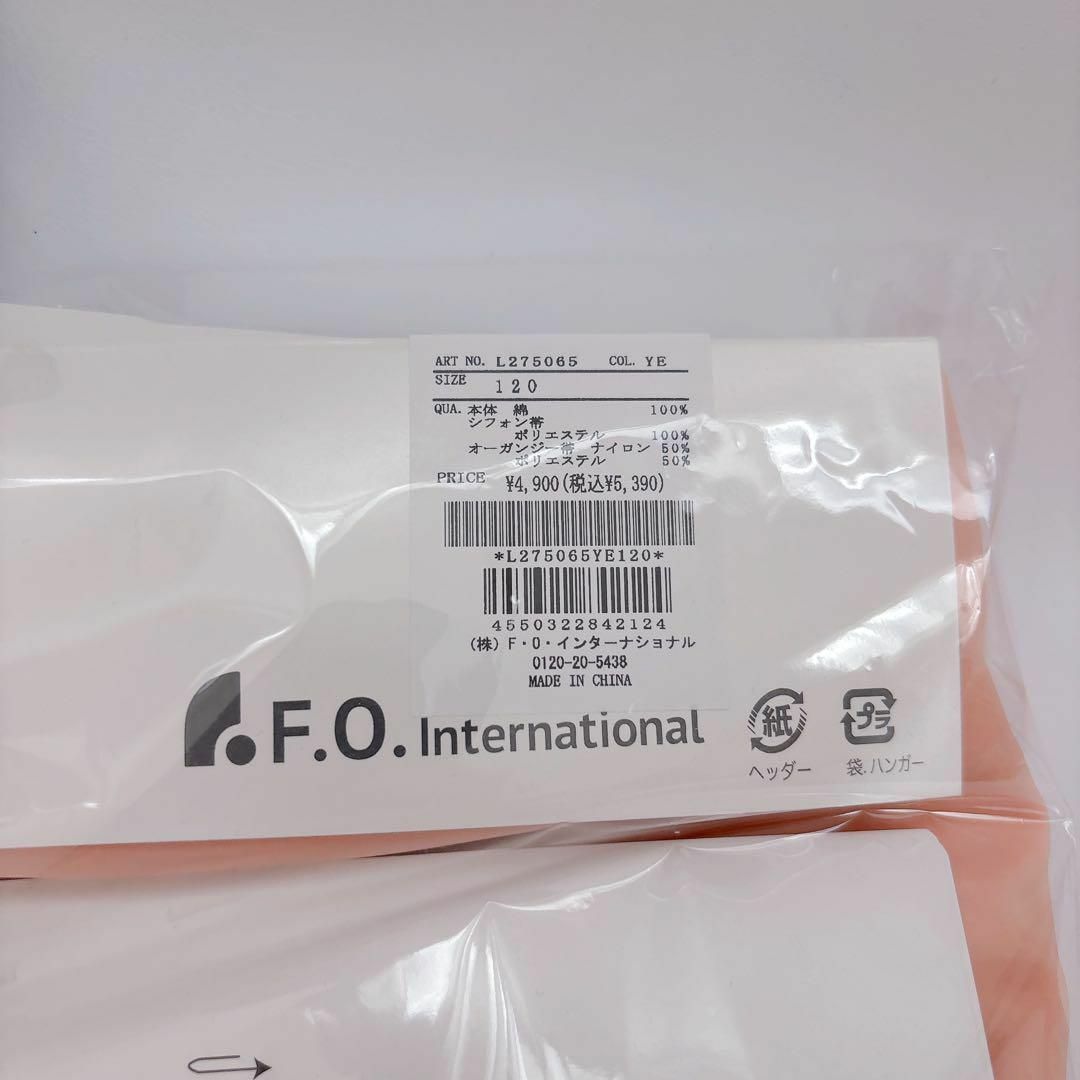 ART NO. L275065 COL. YE
SIZE 120
QUA. 本体 綿 100%
シフォン帯
ポリエステル 100%
オーガンジー帯 ナイロン 50%
ポリエステル 50%
PRICE ¥4,900(税込¥5,390)
*L275065YE120*
4550322842124
(株)F・O・インターナショナル
0120-20-5438
MADE IN CHINA
F.O. International
紙 プラ
ヘッダー 袋.ハンガー